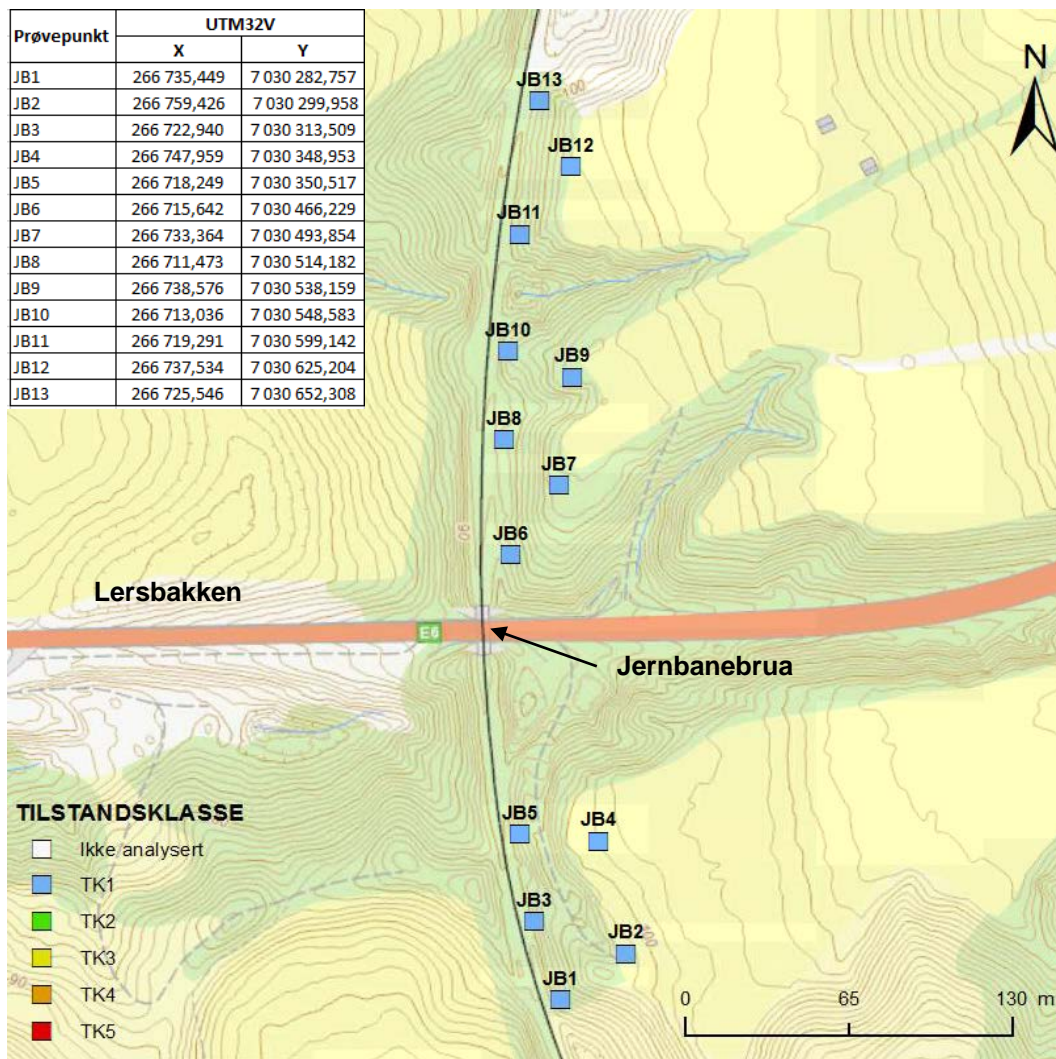 Prøvepunkt UTM32V
X Y
JB1 266 735,449 7 030 282,757
JB2 266 759,426 7 030 299,958
JB3 266 722,940 7 030 313,509
JB4 266 747,959 7 030 348,953
JB5 266 718,249 7 030 350,517
JB6 266 715,642 7 030 466,229
JB7 266 733,364 7 030 493,854
JB8 266 711,473 7 030 514,182
JB9 266 738,576 7 030 538,159
JB10 266 713,036 7 030 548,583
JB11 266 719,291 7 030 599,142
JB12 266 737,534 7 030 625,204
JB13 266 725,546 7 030 652,308
N
JB13
100
JB12
JB11
JB10
JB9
JB8
JB7
90
JB6
Lersbakken
E6
Jernbanebrua
JB5
JB4
JB3
JB2
100
JB1
TILSTANDSKLASSE
Ikke analysert
TK1
TK2
TK3
TK4
TK5
90
0 65 130 m